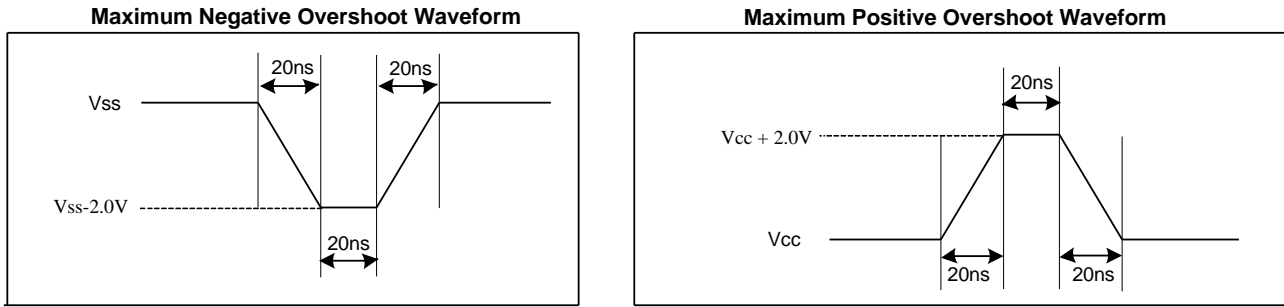 Maximum Negative Overshoot Waveform
20ns
20ns
Vss
Vss-2.0V
20ns
Maximum Positive Overshoot Waveform
20ns
Vcc + 2.0V
Vcc
20ns
20ns